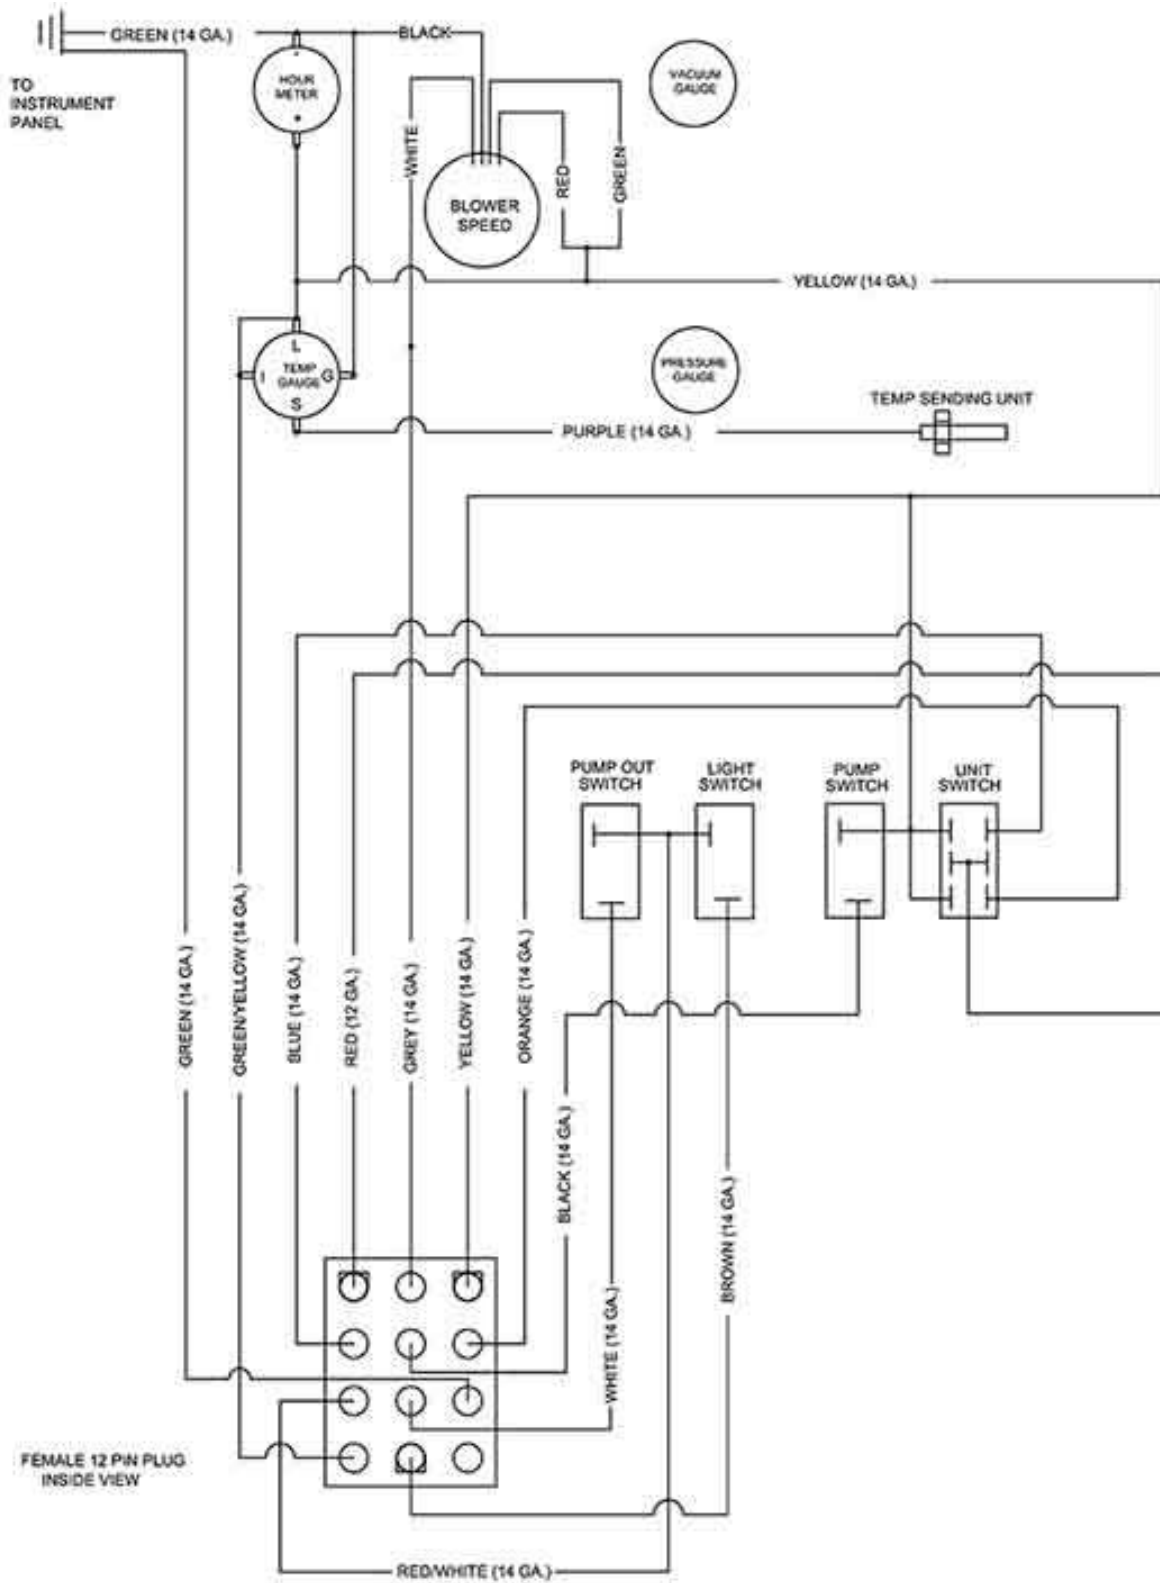 GREEN (14 GA.)
BLACK
TO
INSTRUMENT
PANEL
HOUR
METER
VACUUM
GAUGE
WHITE
RED
GREEN
BLOWER
SPEED
YELLOW (14 GA.)
L
TEMP
GAUGE
I
G
S
PRESSURE
GAUGE
TEMP SENDING UNIT
PURPLE (14 GA.)
PUMP OUT
SWITCH
LIGHT
SWITCH
PUMP
SWITCH
UNIT
SWITCH
GREEN (14 GA.)
GREEN/YELLOW (14 GA.)
BLUE (14 GA.)
RED (12 GA.)
GREY (14 GA.)
YELLOW (14 GA.)
ORANGE (14 GA.)
BLACK (14 GA.)
WHITE (14 GA.)
BROWN (14 GA.)
FEMALE 12 PIN PLUG
INSIDE VIEW
RED/WHITE (14 GA.)